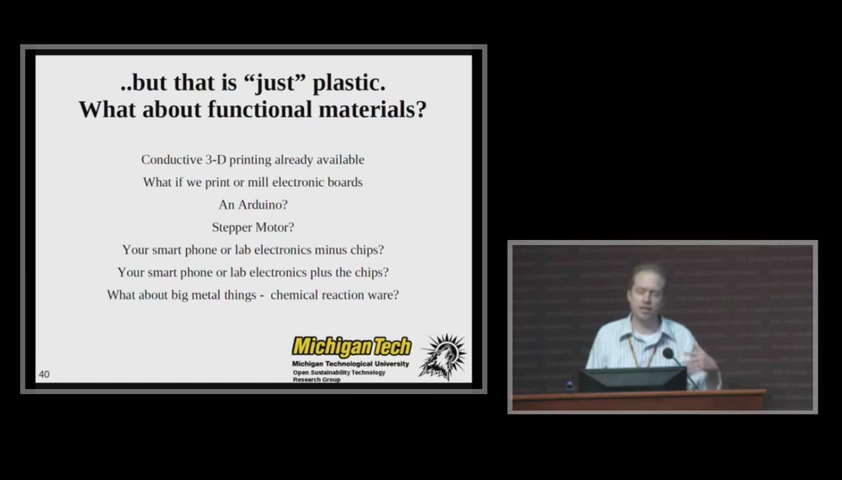 ..but that is “just” plastic.
What about functional materials?
Conductive 3-D printing already available
What if we print or mill electronic boards
An Arduino?
Stepper Motor?
Your smart phone or lab electronics minus chips?
Your smart phone or lab electronics plus the chips?
What about big metal things - chemical reaction ware?
Michigan Tech
Michigan Technological University
Open Sustainability Technology
Research Group
40